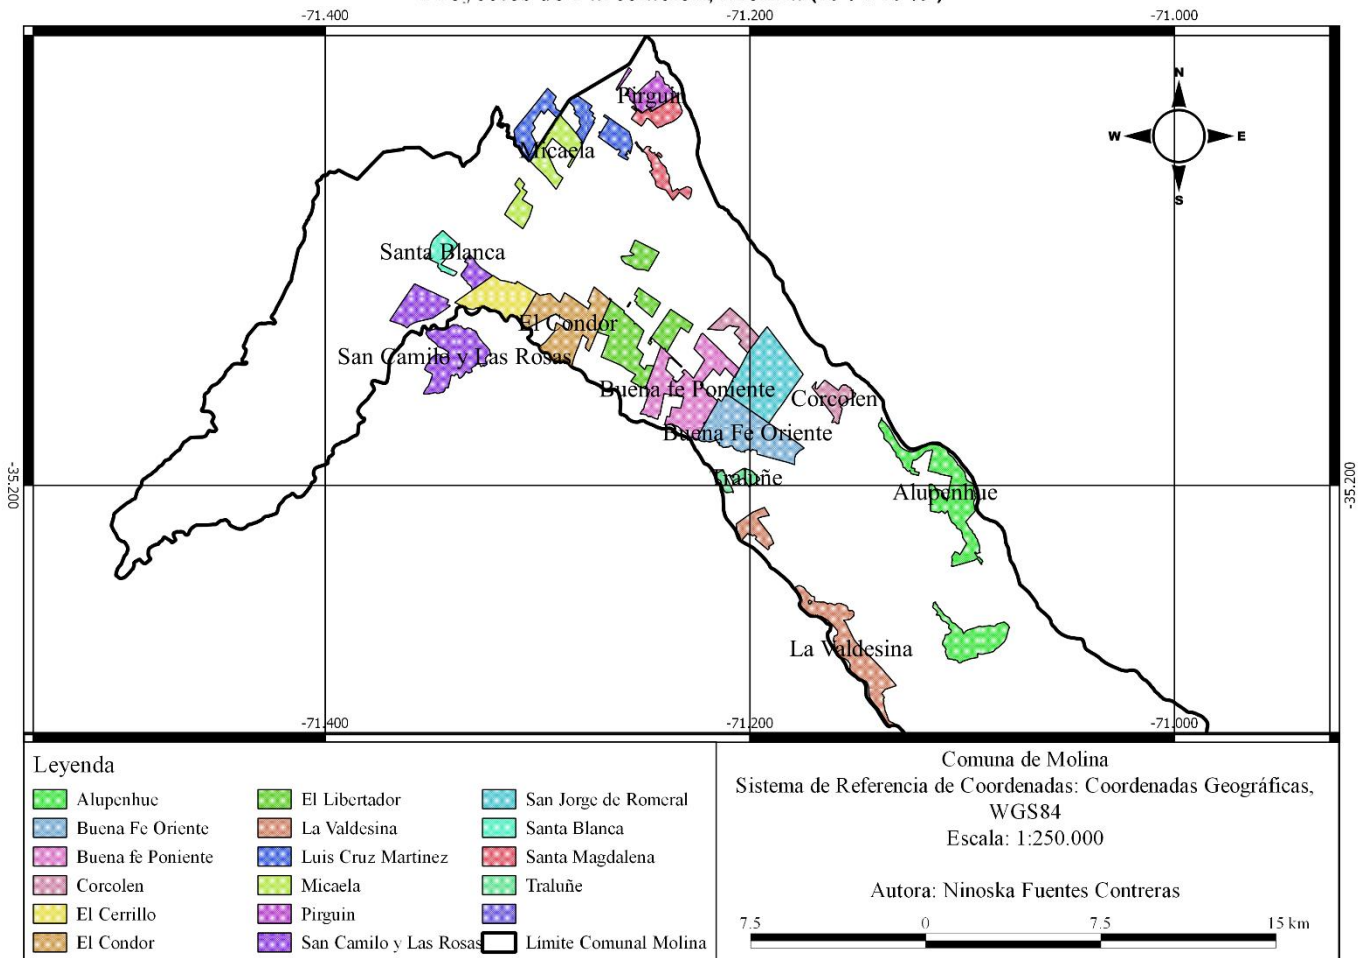 -71.400
-71.200
-71.000
N
W
E
S
Pirguin
Micaela
Santa Blanca
El Condor
San Camilo y Las Rosas
Buena fe Poniente
Corcolen
Buena Fe Oriente
Traluñe
Alupenhue
La Valdesina
-35.200
-35.200
-71.400
-71.200
-71.000
Leyenda
Alupenhue
Buena Fe Oriente
Buena fe Poniente
Corcolen
El Cerrillo
El Condor
El Libertador
La Valdesina
Luis Cruz Martinez
Micaela
Pirguin
San Camilo y Las Rosas
San Jorge de Romeral
Santa Blanca
Santa Magdalena
Traluñe
Límite Comunal Molina
Comuna de Molina
Sistema de Referencia de Coordenadas: Coordenadas Geográficas,
WGS84
Escala: 1:250.000
Autora: Ninoska Fuentes Contreras
7.5 0 7.5 15 km